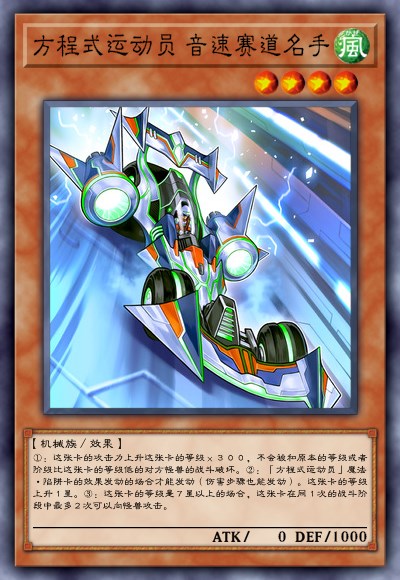 方程式运动员 音速赛道名手
風
【机械族/效果】
①：这张卡的攻击力上升这张卡的等级×３００，不会被和原本的等级或者
阶级比这张卡的等级低的对方怪兽的战斗破坏。②：「方程式运动员」魔法
·陷阱卡的效果发动的场合才能发动（伤害步骤也能发动）。这张卡的等级
上升１星。③：这张卡的等级是７星以上的场合，这张卡在同１次的战斗阶
段中最多２次可以向怪兽攻击。
ATK/ 0 DEF/1000